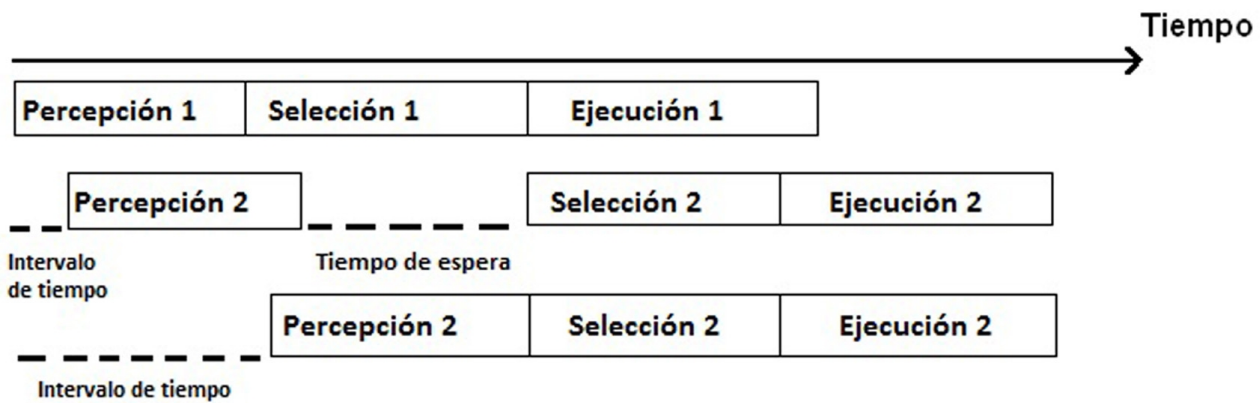 Tiempo
Percepción 1 Selección 1 Ejecución 1
Percepción 2 Selección 2 Ejecución 2
Intervalo
de tiempo
Tiempo de espera
Percepción 2 Selección 2 Ejecución 2
Intervalo de tiempo